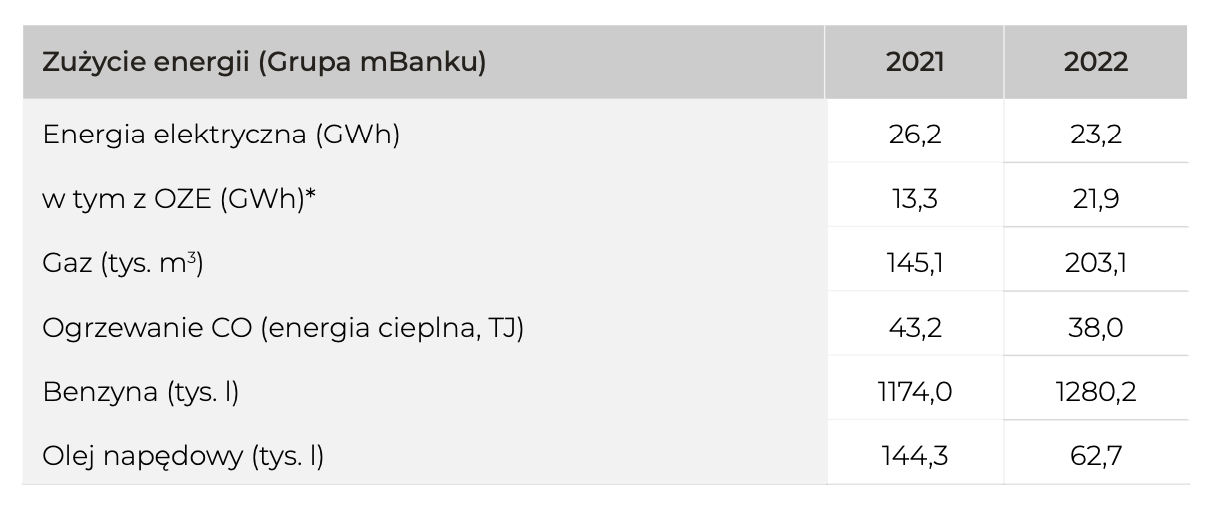 Zużycie energii (Grupa mBanku) 2021 2022
Energia elektryczna (GWh) 26,2 23,2
w tym z OZE (GWh)* 13,3 21,9
Gaz (tys. m³) 145,1 203,1
Ogrzewanie CO (energia cieplna, TJ) 43,2 38,0
Benzyna (tys. l) 1174,0 1280,2
Olej napędowy (tys. l) 144,3 62,7